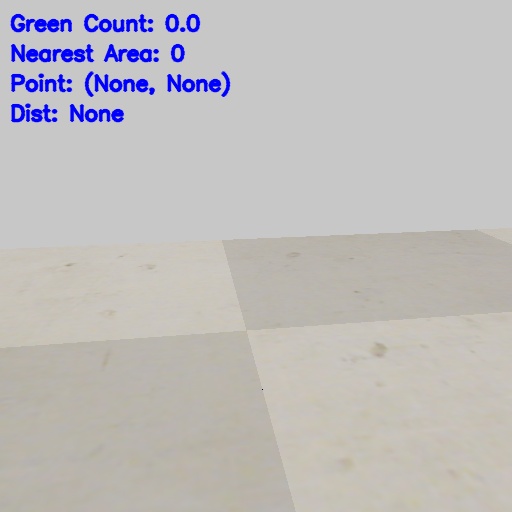 Green Count: 0.0
Nearest Area: 0
Point: (None, None)
Dist: None